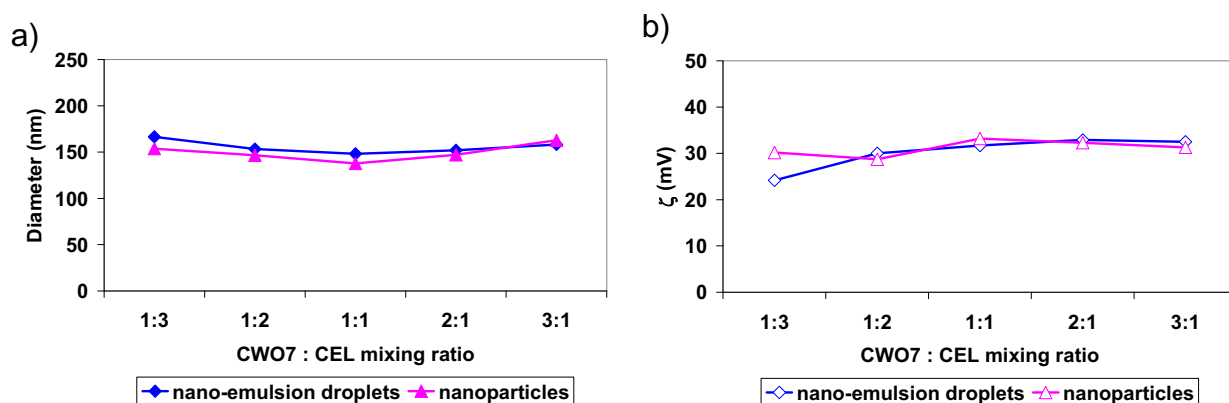 a)
250
200
150
100
50
0
Diameter (nm)
1:3 1:2 1:1 2:1 3:1
CWO7 : CEL mixing ratio
nano-emulsion droplets nanoparticles
b)
50
40
30
20
10
0
ζ (mV)
1:3 1:2 1:1 2:1 3:1
CWO7 : CEL mixing ratio
nano-emulsion droplets nanoparticles